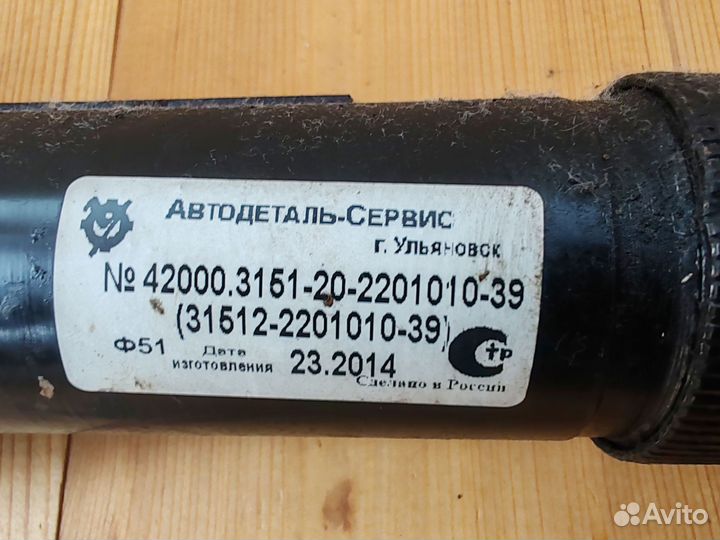 Автодеталь-Сервис
г. Ульяновск
№ 42000.3151-20-2201010-39
(31512-2201010-39)
Ф51 Дата изготовления 23.2014
Стр
Сделано в России
Avito